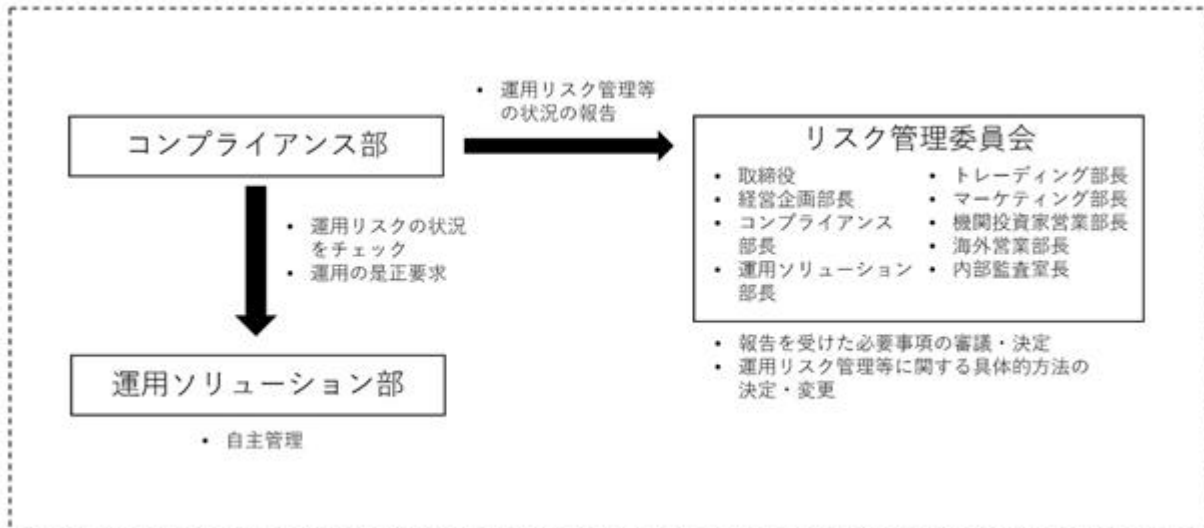 コンプライアンス部
• 運用リスク管理等
の状況の報告
• 運用リスクの状況
をチェック
• 運用の是正要求
運用ソリューション部
• 自主管理
リスク管理委員会
• 取締役
• 経営企画部長
• コンプライアンス
部長
• 運用ソリューション
部長
• トレーディング部長
• マーケティング部長
• 機関投資家営業部長
• 海外営業部長
• 内部監査室長
• 報告を受けた必要事項の審議・決定
• 運用リスク管理等に関する具体的方法の
決定・変更